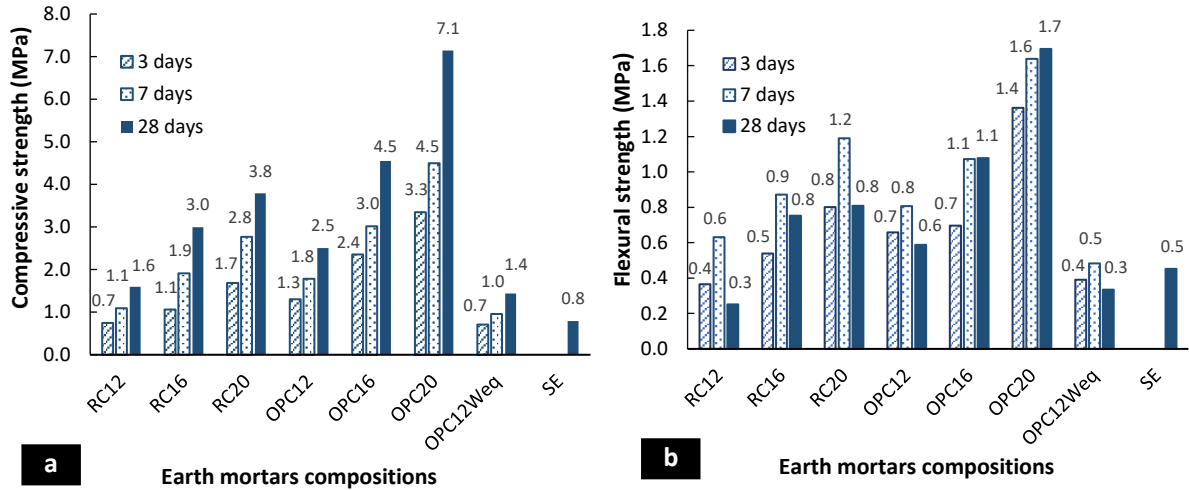 Compressive strength (MPa)
8.0
7.0
6.0
5.0
4.0
3.0
2.0
1.0
0.0
3 days
7 days
28 days
0.7 1.1 1.6
1.1 1.9 3.0
1.7 2.8 3.8
1.3 1.8 2.5
2.4 3.0 4.5
3.3 4.5 7.1
0.7 1.0 1.4
0.8
RC12 RC16 RC20 OPC12 OPC16 OPC20 OPC12Weq SE
a
Earth mortars compositions
Flexural strength (MPa)
1.8
1.6
1.4
1.2
1.0
0.8
0.6
0.4
0.2
0.0
3 days
7 days
28 days
0.4 0.6 0.3
0.5 0.9 0.8
0.8 1.2 0.8
0.7 0.8 0.6
0.7 1.1 1.1
1.4 1.6 1.7
0.4 0.5 0.3
0.5
RC12 RC16 RC20 OPC12 OPC16 OPC20 OPC12Weq SE
b
Earth mortars compositions